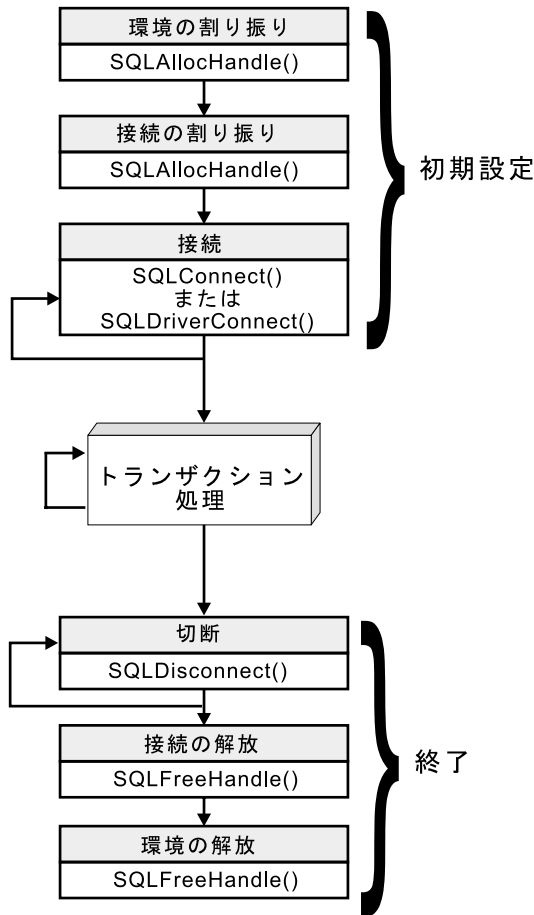 環境の割り振り
SQLAllocHandle()
接続の割り振り
SQLAllocHandle()
初期設定
接続
SQLConnect()
または
SQLDriverConnect()
トランザクション
処理
切断
SQLDisconnect()
接続の解放
SQLFreeHandle()
終了
環境の解放
SQLFreeHandle()